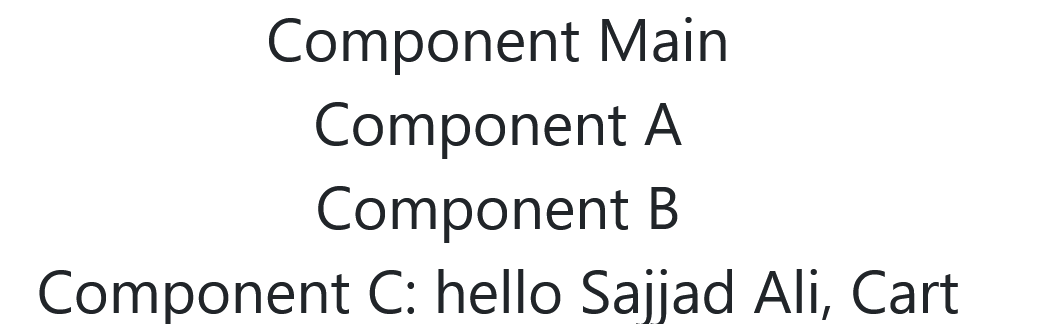 Component Main
Component A
Component B
Component C: hello Sajjad Ali, Cart